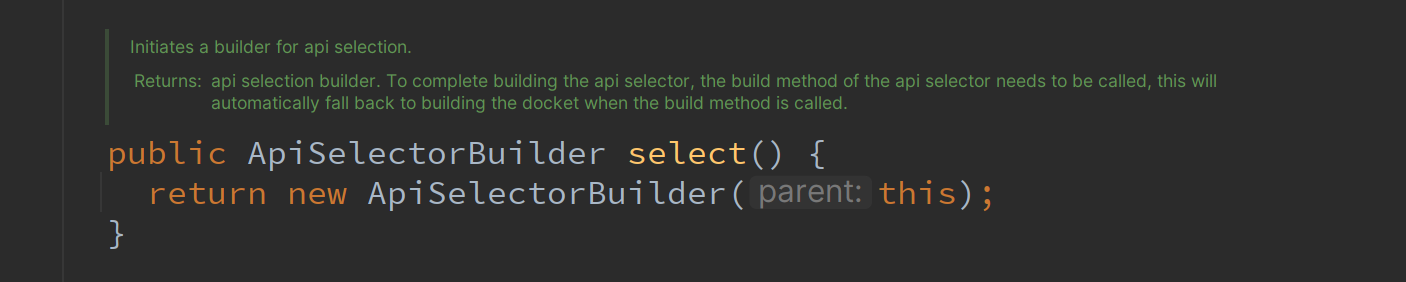 Initiates a builder for api selection.
Returns: api selection builder. To complete building the api selector, the build method of the api selector needs to be called, this will
automatically fall back to building the docket when the build method is called.
public ApiSelectorBuilder select() {
return new ApiSelectorBuilder( parent: this);
}